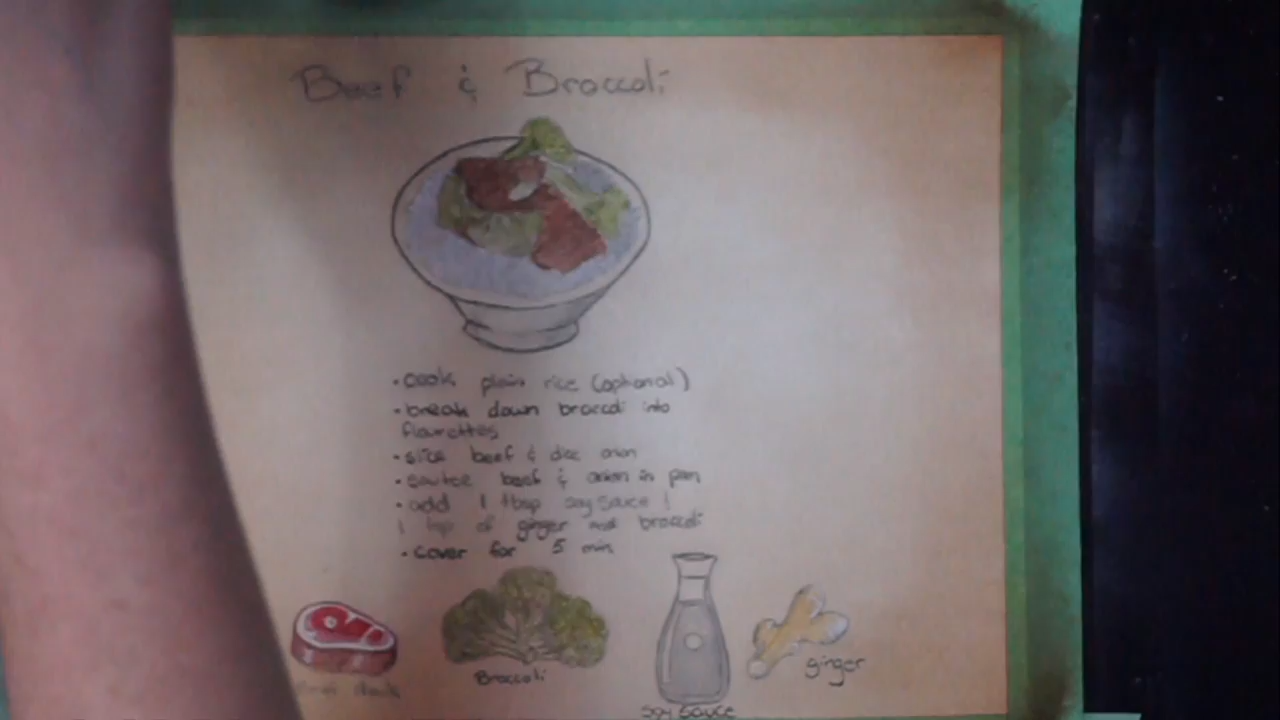 Beef & Broccoli
• cook plain rice (optional)
• break down broccoli into
flourettes
• slice beef & dice onion
• sautee beef & onion in pan
• add 1 tbsp soy sauce &
1 tsp of ginger and broccoli
• cover for 5 min
Broccoli
ginger
soy sauce